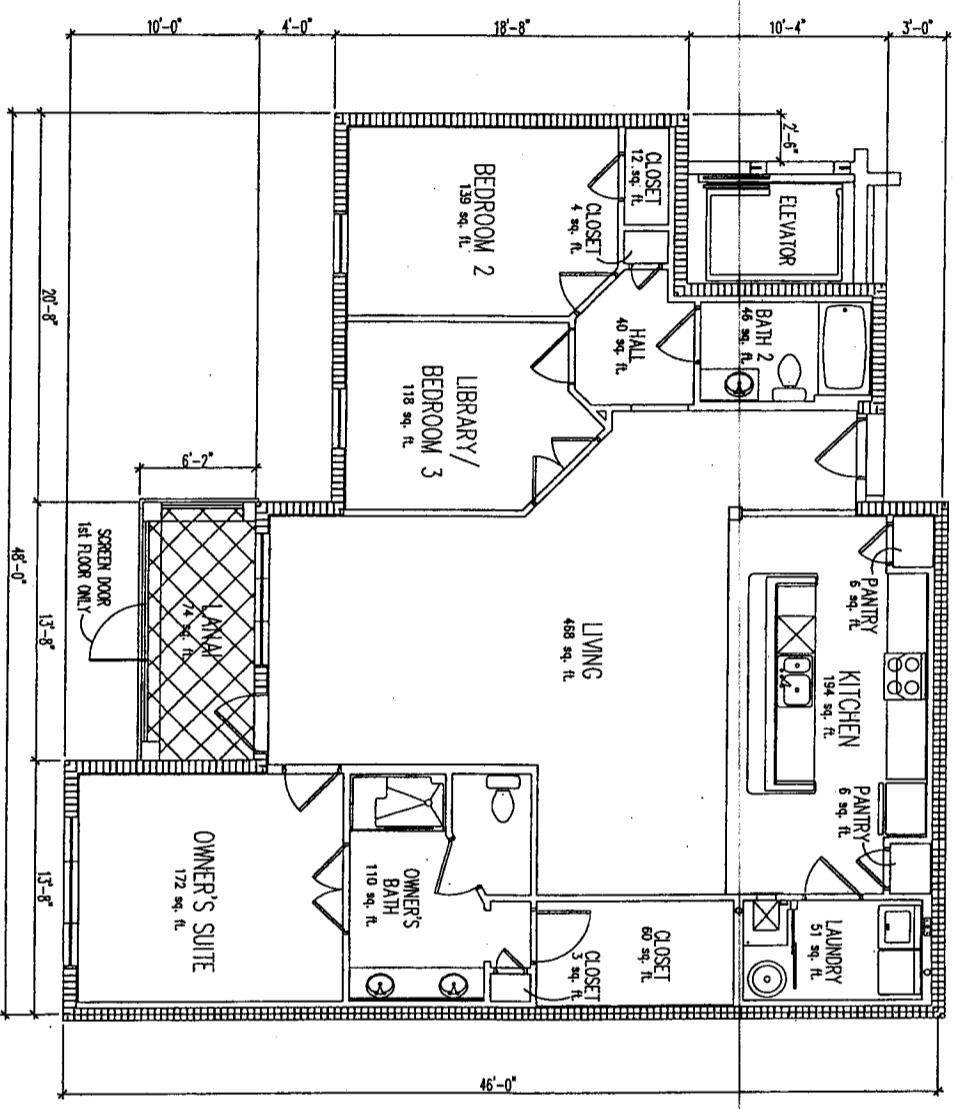 10'-0"
4'-0"
18'-8"
10'-4"
3'-0"
2'-6"
ELEVATOR
CLOSET
12 sq. ft.
CLOSET
4 sq. ft.
BEDROOM 2
139 sq. ft.
BATH 2
46 sq. ft.
HALL
40 sq. ft.
LIBRARY/
BEDROOM 3
118 sq. ft.
20'-8"
6'-2"
SCREEN DOOR
1st FLOOR ONLY
LANAI
74 sq. ft.
48'-0"
13'-8"
LIVING
468 sq. ft.
PANTRY
6 sq. ft.
KITCHEN
194 sq. ft.
PANTRY
6 sq. ft.
OWNER'S SUITE
172 sq. ft.
OWNER'S
BATH
110 sq. ft.
CLOSET
60 sq. ft.
CLOSET
3 sq. ft.
LAUNDRY
51 sq. ft.
13'-8"
46'-0"